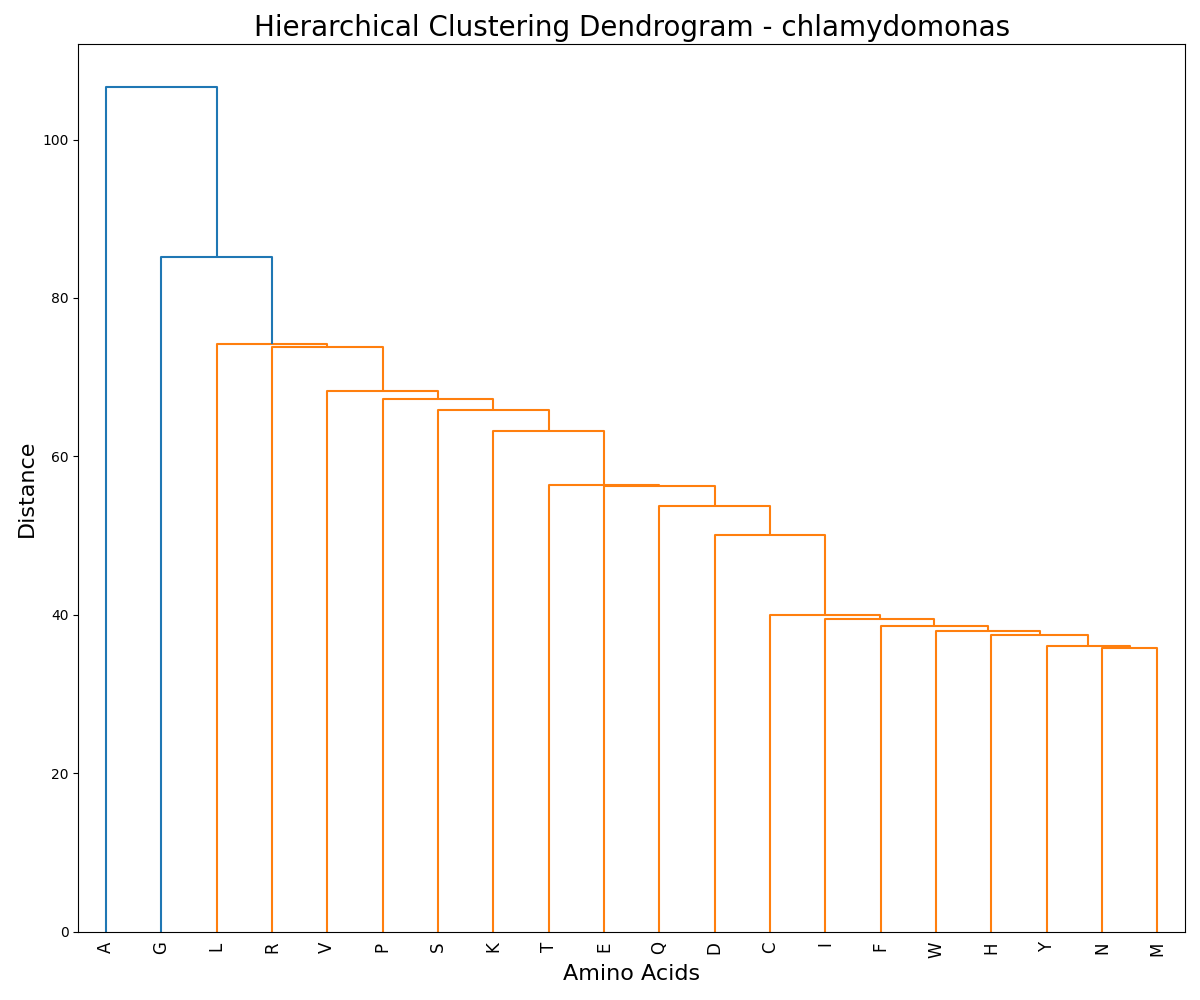 Hierarchical Clustering Dendrogram - chlamydomonas
100
80
60
40
20
0
Distance
A G L R V P S K T E Q D C I F W H Y N M
Amino Acids